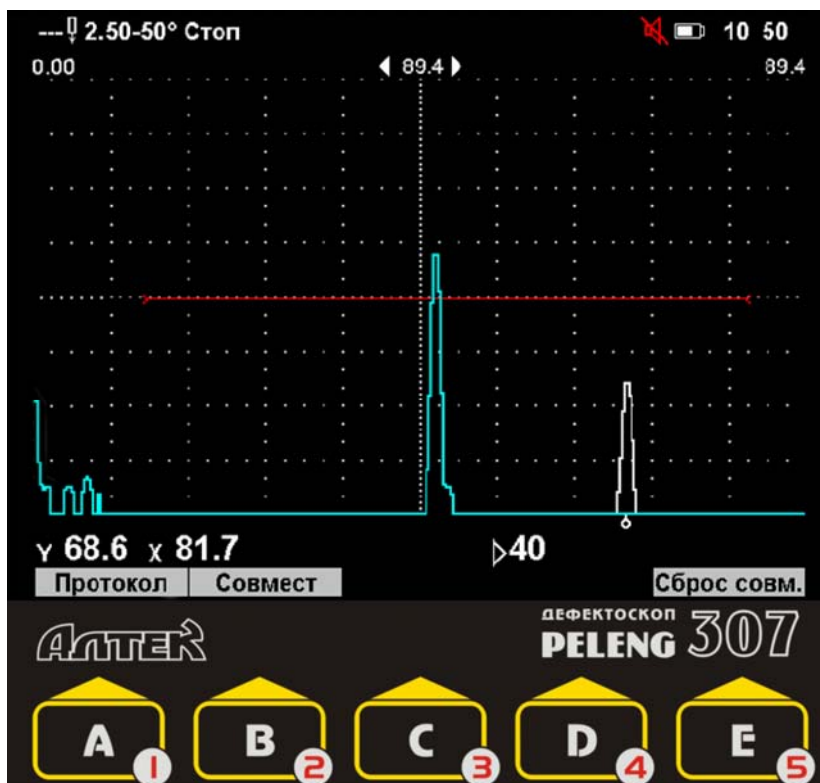 --- 2.50-50° Стоп 10 50
0.00 89.4 89.4
Y 68.6 X 81.7 40
Протокол Совмест Сброс совм.
АЛТЕК ДЕФЕКТОСКОП PELENG 307
A 1 B 2 C 3 D 4 E 5